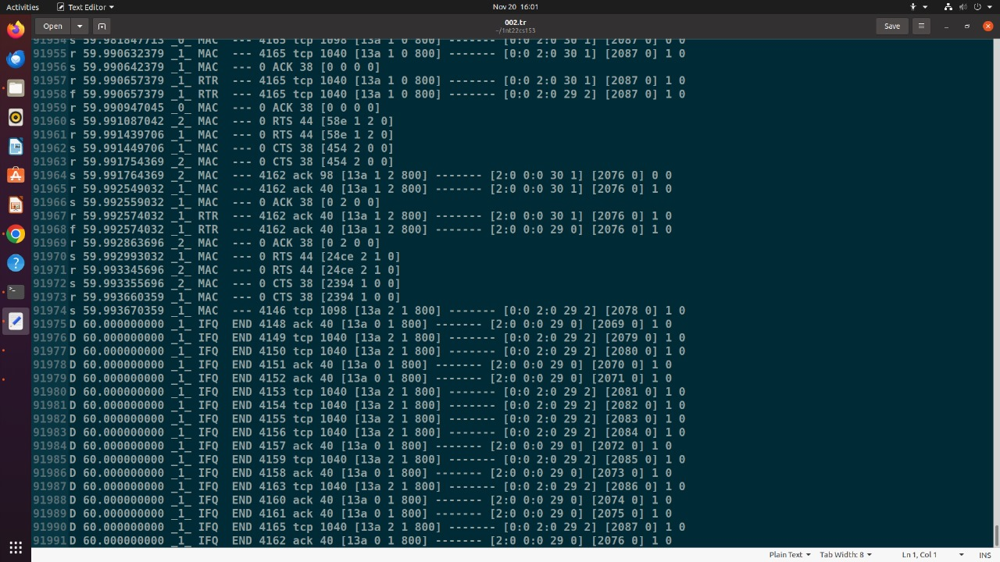 Activities Text Editor Nov 20 16:01
Open 002.tr Save
~/1nt22cs153
91954 s 59.981847713 _0_ MAC --- 4165 tcp 1098 [13a 1 0 800] ------- [0:0 2:0 30 1] [2087 0] 0 0
91955 r 59.990632379 _1_ MAC --- 4165 tcp 1040 [13a 1 0 800] ------- [0:0 2:0 30 1] [2087 0] 1 0
91956 s 59.990642379 _1_ MAC --- 0 ACK 38 [0 0 0 0]
91957 r 59.990657379 _1_ RTR --- 4165 tcp 1040 [13a 1 0 800] ------- [0:0 2:0 30 1] [2087 0] 1 0
91958 f 59.990657379 _1_ RTR --- 4165 tcp 1040 [13a 1 0 800] ------- [0:0 2:0 29 2] [2087 0] 1 0
91959 r 59.990947045 _0_ MAC --- 0 ACK 38 [0 0 0 0]
91960 s 59.991087042 _2_ MAC --- 0 RTS 44 [58e 1 2 0]
91961 r 59.991439706 _1_ MAC --- 0 RTS 44 [58e 1 2 0]
91962 s 59.991449706 _1_ MAC --- 0 CTS 38 [454 2 0 0]
91963 r 59.991754369 _2_ MAC --- 0 CTS 38 [454 2 0 0]
91964 s 59.991764369 _2_ MAC --- 4162 ack 98 [13a 1 2 800] ------- [2:0 0:0 30 1] [2076 0] 0 0
91965 r 59.992549032 _1_ MAC --- 4162 ack 40 [13a 1 2 800] ------- [2:0 0:0 30 1] [2076 0] 1 0
91966 s 59.992559032 _1_ MAC --- 0 ACK 38 [0 2 0 0]
91967 r 59.992574032 _1_ RTR --- 4162 ack 40 [13a 1 2 800] ------- [2:0 0:0 30 1] [2076 0] 1 0
91968 f 59.992574032 _1_ RTR --- 4162 ack 40 [13a 1 2 800] ------- [2:0 0:0 29 0] [2076 0] 1 0
91969 r 59.992863696 _2_ MAC --- 0 ACK 38 [0 2 0 0]
91970 s 59.992993032 _1_ MAC --- 0 RTS 44 [24ce 2 1 0]
91971 r 59.993345696 _2_ MAC --- 0 RTS 44 [24ce 2 1 0]
91972 s 59.993355696 _2_ MAC --- 0 CTS 38 [2394 1 0 0]
91973 r 59.993660359 _1_ MAC --- 0 CTS 38 [2394 1 0 0]
91974 s 59.993670359 _1_ MAC --- 4146 tcp 1098 [13a 2 1 800] ------- [0:0 2:0 29 2] [2078 0] 1 0
91975 D 60.000000000 _1_ IFQ END 4148 ack 40 [13a 0 1 800] ------- [2:0 0:0 29 0] [2069 0] 1 0
91976 D 60.000000000 _1_ IFQ END 4149 tcp 1040 [13a 2 1 800] ------- [0:0 2:0 29 2] [2079 0] 1 0
91977 D 60.000000000 _1_ IFQ END 4150 tcp 1040 [13a 2 1 800] ------- [0:0 2:0 29 2] [2080 0] 1 0
91978 D 60.000000000 _1_ IFQ END 4151 ack 40 [13a 0 1 800] ------- [2:0 0:0 29 0] [2070 0] 1 0
91979 D 60.000000000 _1_ IFQ END 4152 ack 40 [13a 0 1 800] ------- [2:0 0:0 29 0] [2071 0] 1 0
91980 D 60.000000000 _1_ IFQ END 4153 tcp 1040 [13a 2 1 800] ------- [0:0 2:0 29 2] [2081 0] 1 0
91981 D 60.000000000 _1_ IFQ END 4154 tcp 1040 [13a 2 1 800] ------- [0:0 2:0 29 2] [2082 0] 1 0
91982 D 60.000000000 _1_ IFQ END 4155 tcp 1040 [13a 2 1 800] ------- [0:0 2:0 29 2] [2083 0] 1 0
91983 D 60.000000000 _1_ IFQ END 4156 tcp 1040 [13a 2 1 800] ------- [0:0 2:0 29 2] [2084 0] 1 0
91984 D 60.000000000 _1_ IFQ END 4157 ack 40 [13a 0 1 800] ------- [2:0 0:0 29 0] [2072 0] 1 0
91985 D 60.000000000 _1_ IFQ END 4159 tcp 1040 [13a 2 1 800] ------- [0:0 2:0 29 2] [2085 0] 1 0
91986 D 60.000000000 _1_ IFQ END 4158 ack 40 [13a 0 1 800] ------- [2:0 0:0 29 0] [2073 0] 1 0
91987 D 60.000000000 _1_ IFQ END 4163 tcp 1040 [13a 2 1 800] ------- [0:0 2:0 29 2] [2086 0] 1 0
91988 D 60.000000000 _1_ IFQ END 4160 ack 40 [13a 0 1 800] ------- [2:0 0:0 29 0] [2074 0] 1 0
91989 D 60.000000000 _1_ IFQ END 4161 ack 40 [13a 0 1 800] ------- [2:0 0:0 29 0] [2075 0] 1 0
91990 D 60.000000000 _1_ IFQ END 4165 tcp 1040 [13a 2 1 800] ------- [0:0 2:0 29 2] [2087 0] 1 0
91991 D 60.000000000 _1_ IFQ END 4162 ack 40 [13a 0 1 800] ------- [2:0 0:0 29 0] [2076 0] 1 0
Plain Text Tab Width: 8 Ln 1, Col 1 INS